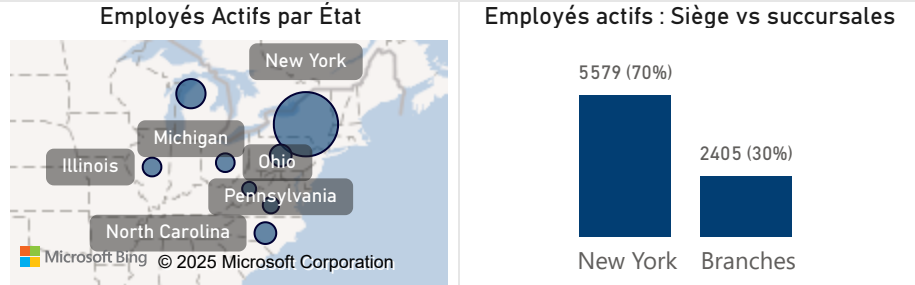 Employés Actifs par État
New York
Michigan
Illinois
Ohio
Pennsylvania
North Carolina
Microsoft Bing
© 2025 Microsoft Corporation
Employés actifs : Siège vs succursales
5579 (70%)
2405 (30%)
New York
Branches